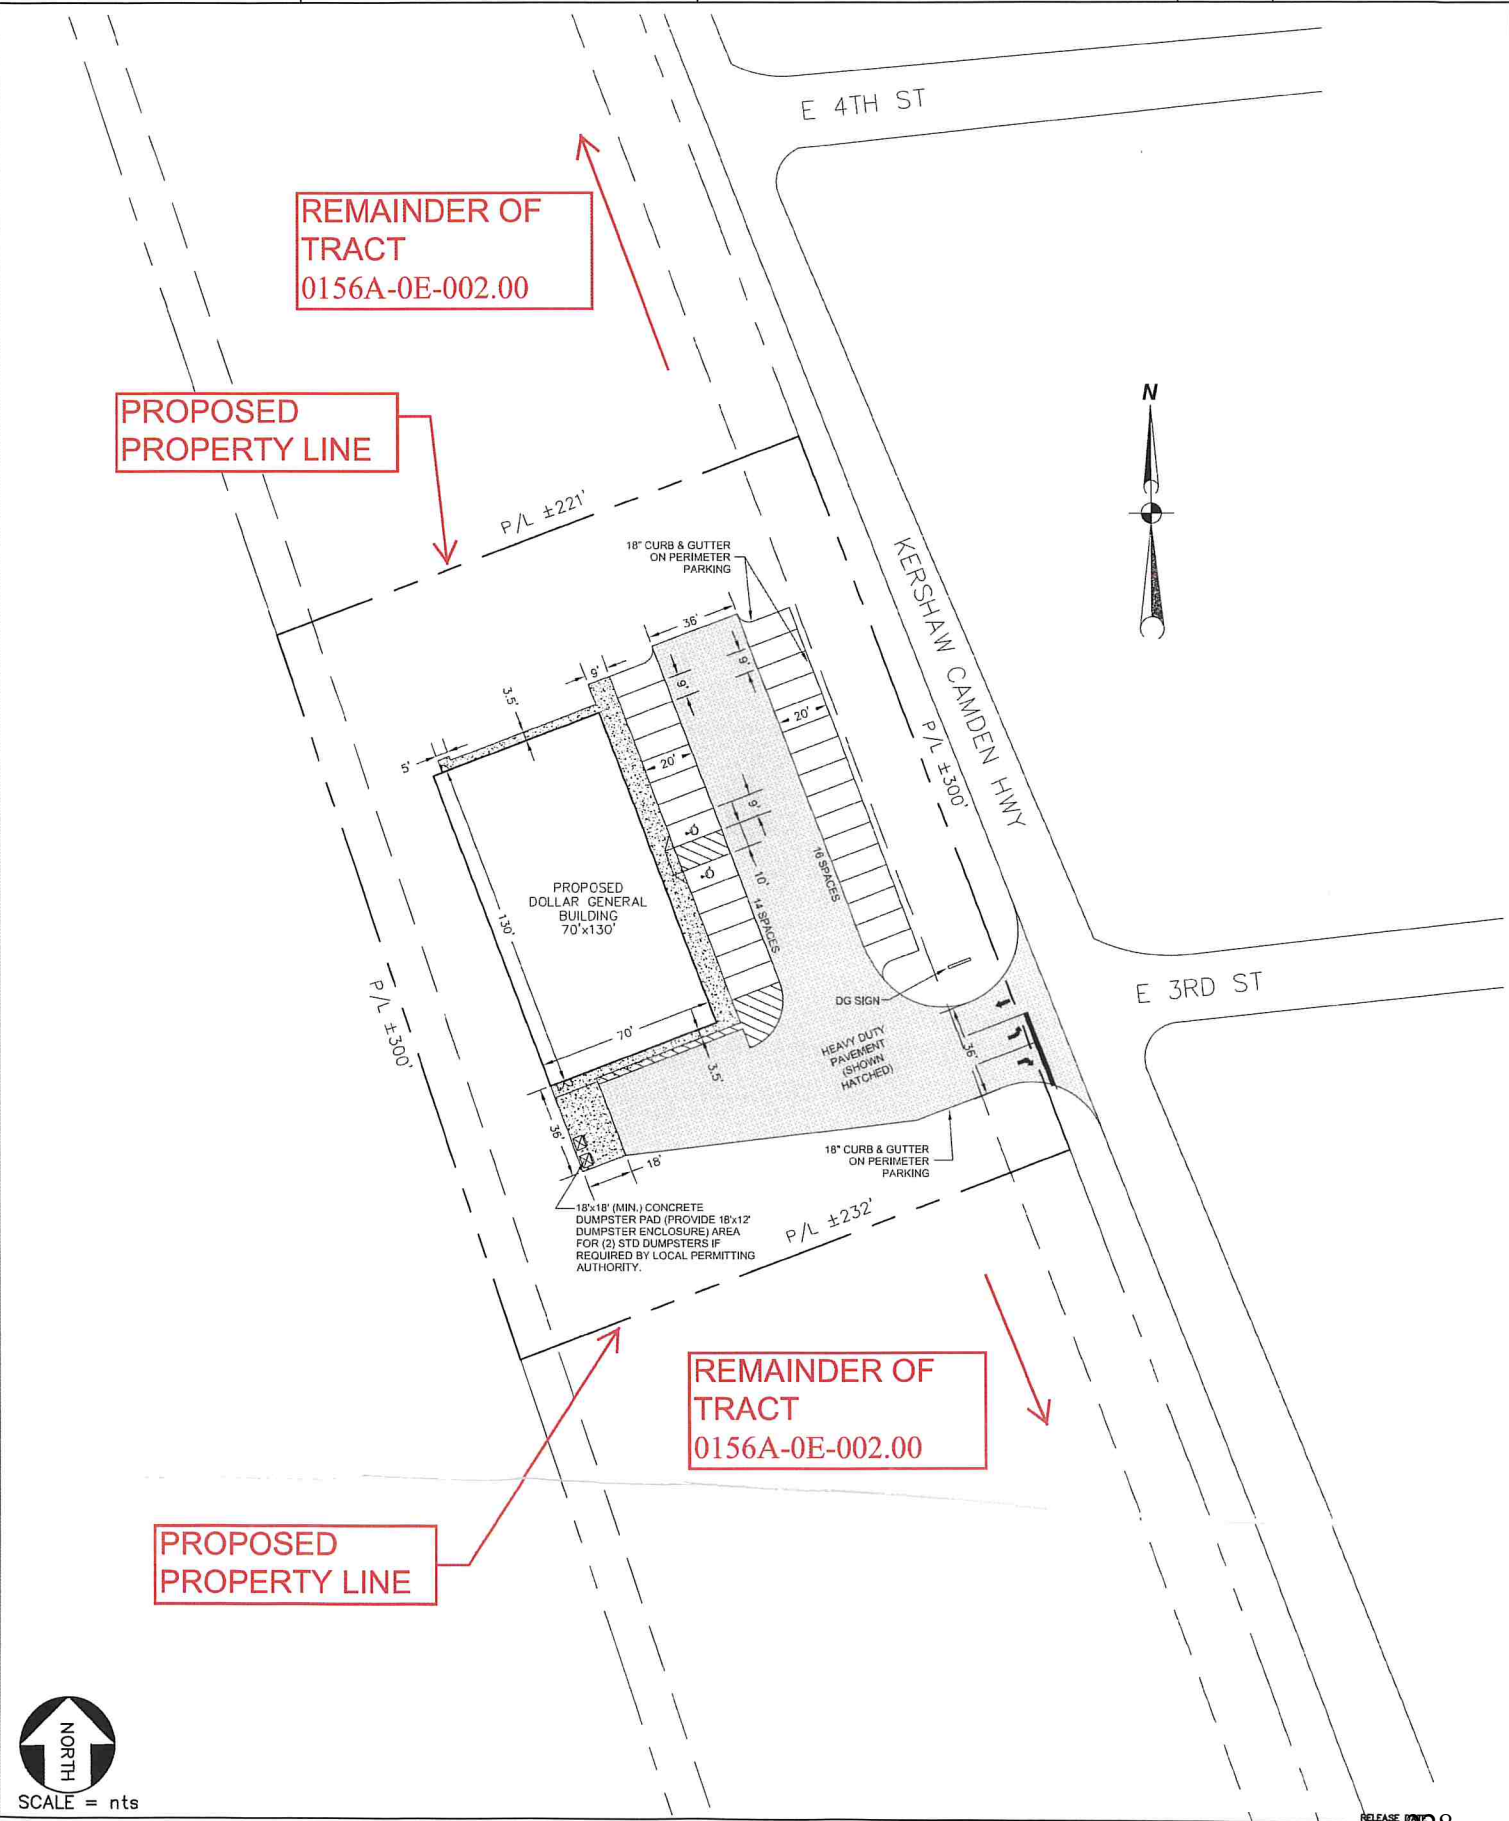 E 4TH ST
REMAINDER OF
TRACT
0156A-0E-002.00
PROPOSED
PROPERTY LINE
N
P/L ±221'
18" CURB & GUTTER
ON PERIMETER
PARKING
KERSHAW CAMDEN HWY
36'
9'
9'
9'
3.5'
5'
20'
20'
P/L ±300'
9'
10'
16 SPACES
14 SPACES
PROPOSED
DOLLAR GENERAL
BUILDING
70'x130'
130'
P/L ±300'
E 3RD ST
DG SIGN
70'
3.5'
HEAVY DUTY
PAVEMENT
(SHOWN
HATCHED)
36'
36'
18'
18" CURB & GUTTER
ON PERIMETER
PARKING
18'x18' (MIN.) CONCRETE
DUMPSTER PAD (PROVIDE 18'x12'
DUMPSTER ENCLOSURE) AREA
FOR (2) STD DUMPSTERS IF
REQUIRED BY LOCAL PERMITTING
AUTHORITY.
P/L ±232'
REMAINDER OF
TRACT
0156A-0E-002.00
PROPOSED
PROPERTY LINE
NORTH
SCALE = nts
RELEASE